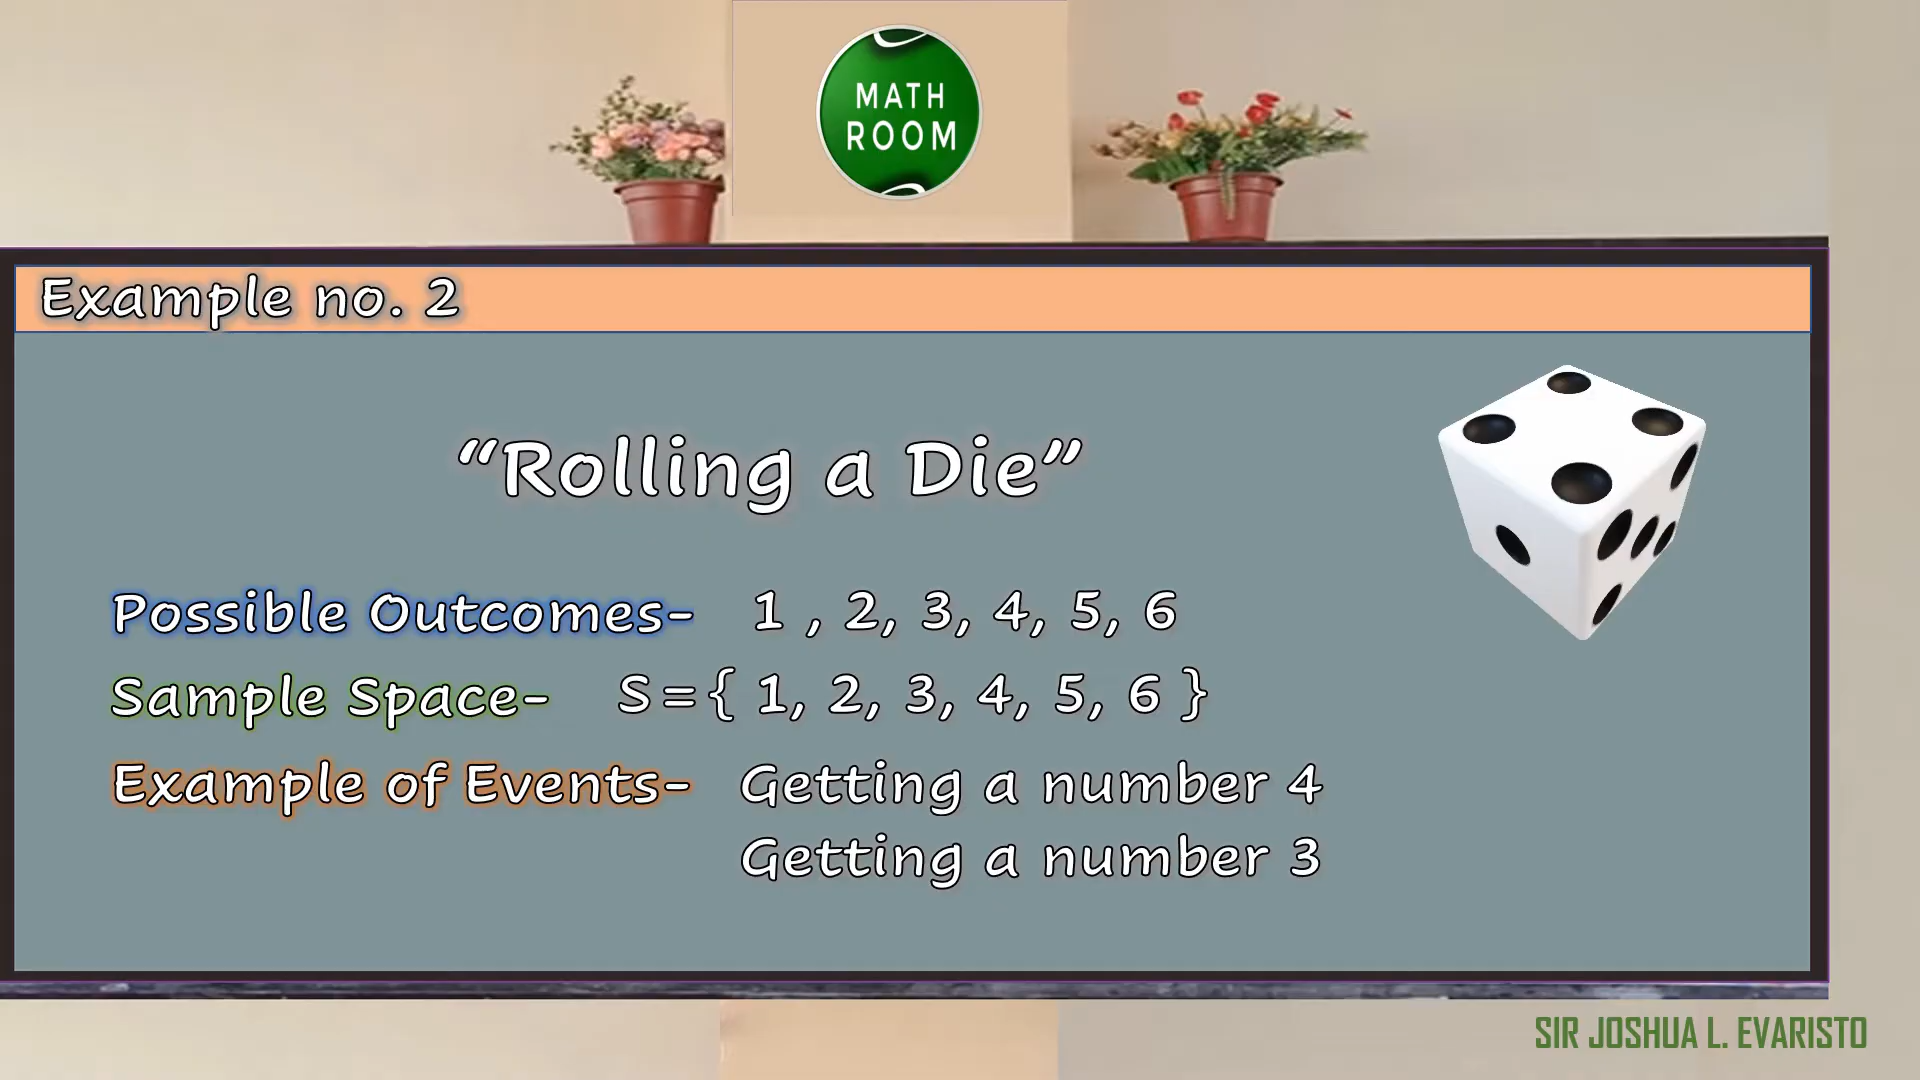 MATH
ROOM
Example no. 2
“Rolling a Die”
Possible Outcomes- 1 , 2, 3, 4, 5, 6
Sample Space- S = { 1, 2, 3, 4, 5, 6 }
Example of Events- Getting a number 4
Getting a number 3
SIR JOSHUA L. EVARISTO